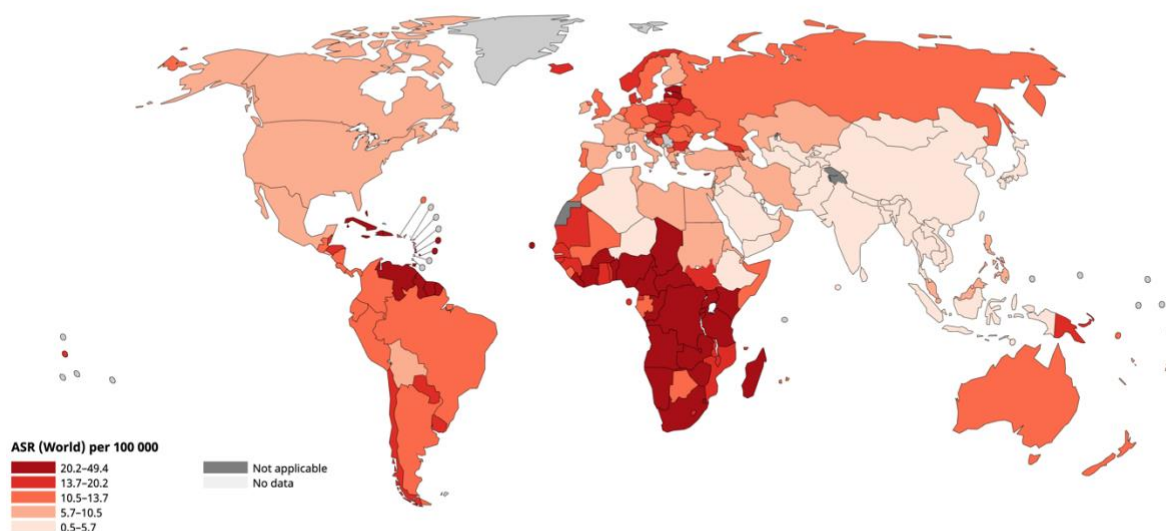 ASR (World) per 100 000
20.2–49.4
13.7–20.2
10.5–13.7
5.7–10.5
0.5–5.7
Not applicable
No data